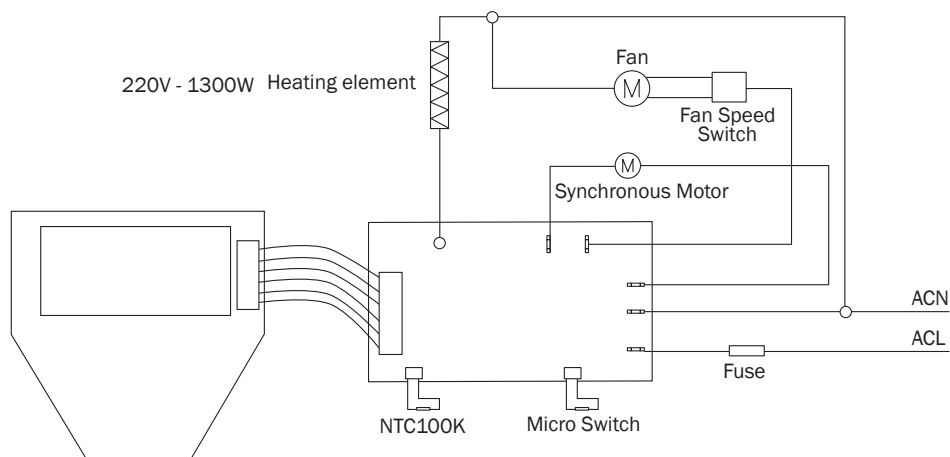 Fan
220V - 1300W Heating element
M
Fan Speed
Switch
M
Synchronous Motor
ACN
ACL
Fuse
NTC100K
Micro Switch